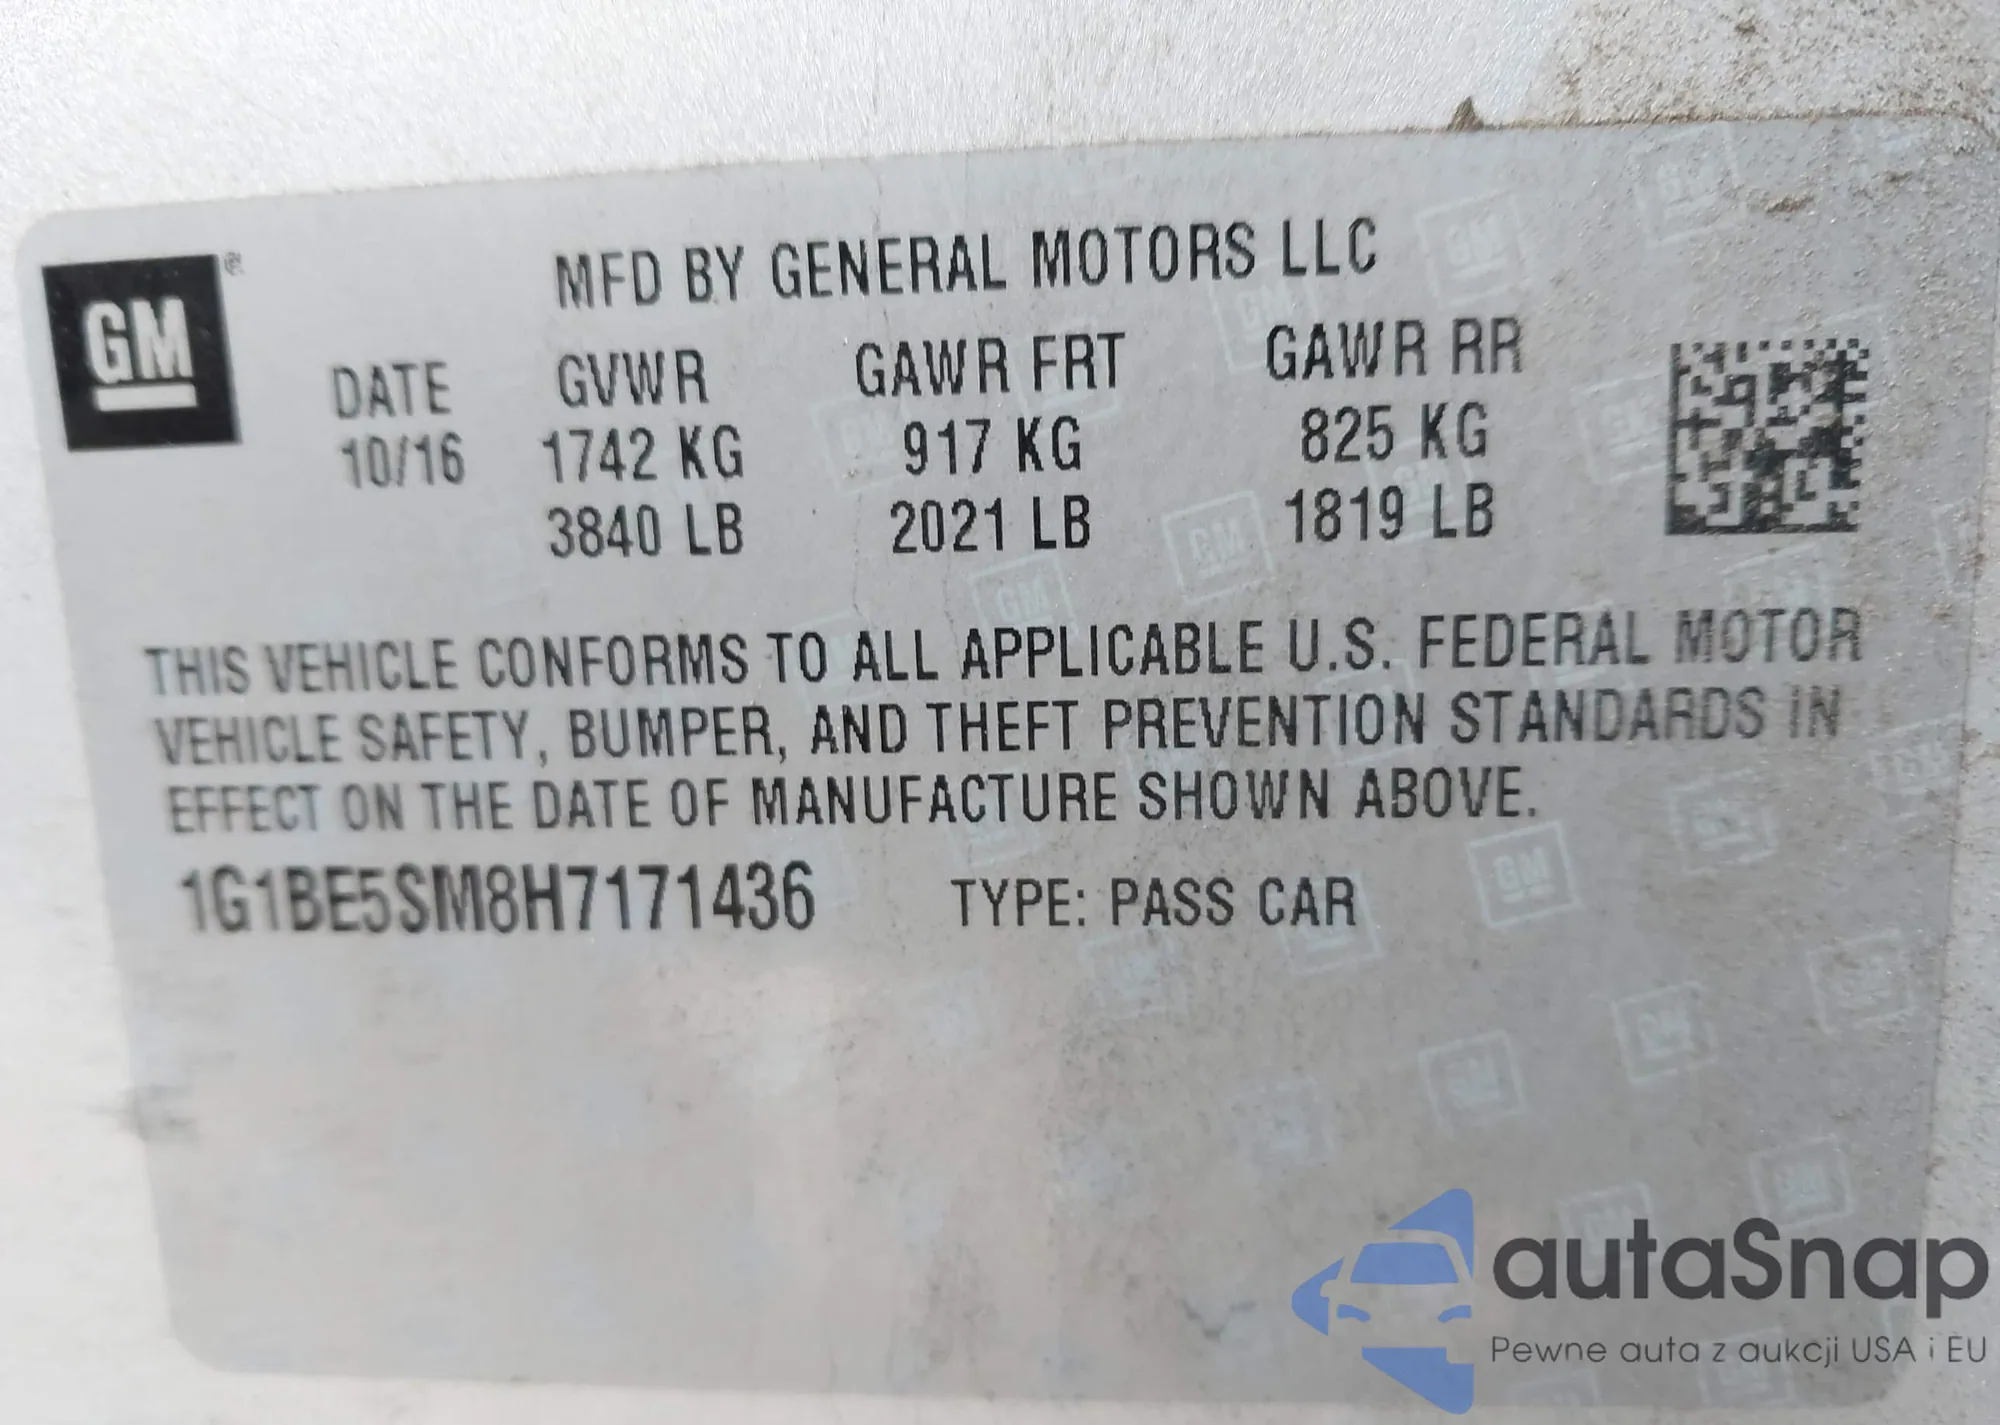 GM
MFD BY GENERAL MOTORS LLC
DATE GVWR GAWR FRT GAWR RR
10/16 1742 KG 917 KG 825 KG
3840 LB 2021 LB 1819 LB
THIS VEHICLE CONFORMS TO ALL APPLICABLE U.S. FEDERAL MOTOR
VEHICLE SAFETY, BUMPER, AND THEFT PREVENTION STANDARDS IN
EFFECT ON THE DATE OF MANUFACTURE SHOWN ABOVE.
1G1BE5SM8H7171436 TYPE: PASS CAR
autaSnap
Pewne auta z aukcji USA i EU